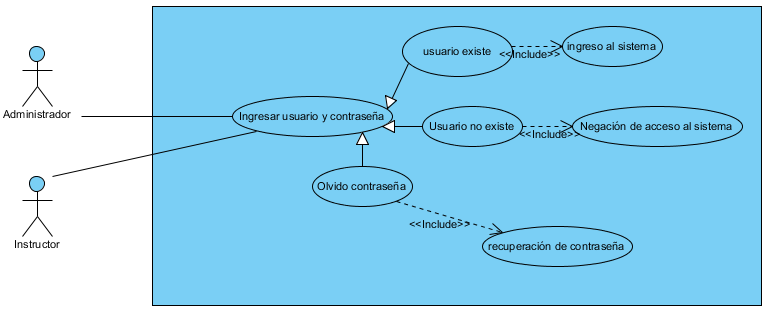 usuario existe
<<Include>>
ingreso al sistema
Administrador
Ingresar usuario y contraseña
Usuario no existe
<<Include>>
Negación de acceso al sistema
Olvido contraseña
Instructor
<<Include>>
recuperación de contraseña